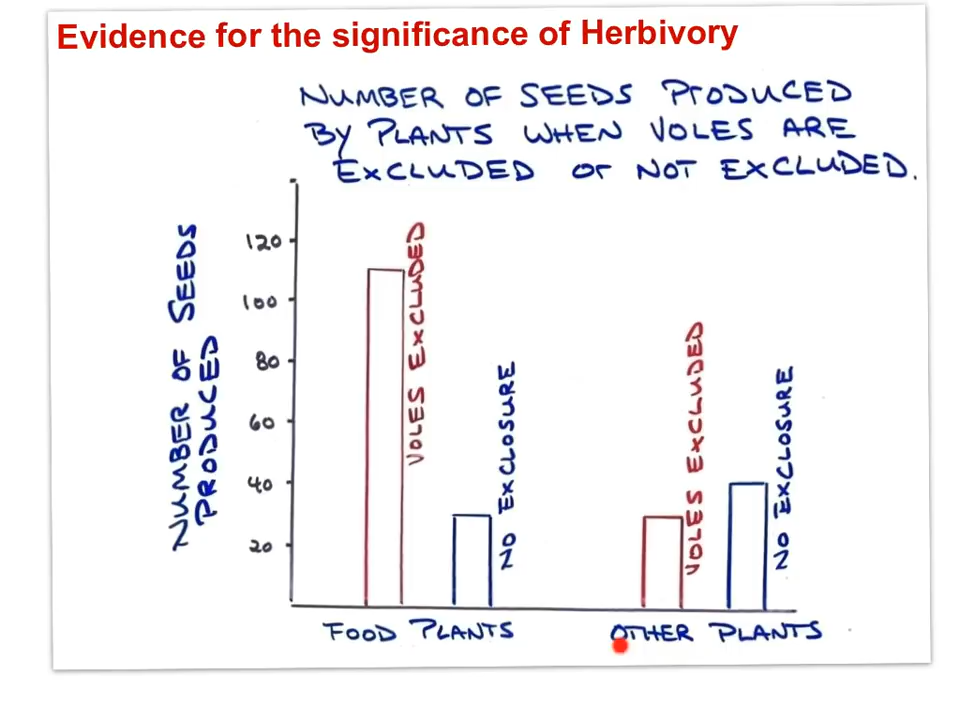 Evidence for the significance of Herbivory
NUMBER OF SEEDS PRODUCED
BY PLANTS WHEN VOLES ARE
EXCLUDED or NOT EXCLUDED.
NUMBER OF SEEDS
PRODUCED
120
100
80
60
40
20
VOLES EXCLUDED
NO EXCLOSURE
VOLES EXCLUDED
NO EXCLOSURE
FOOD PLANTS
OTHER PLANTS